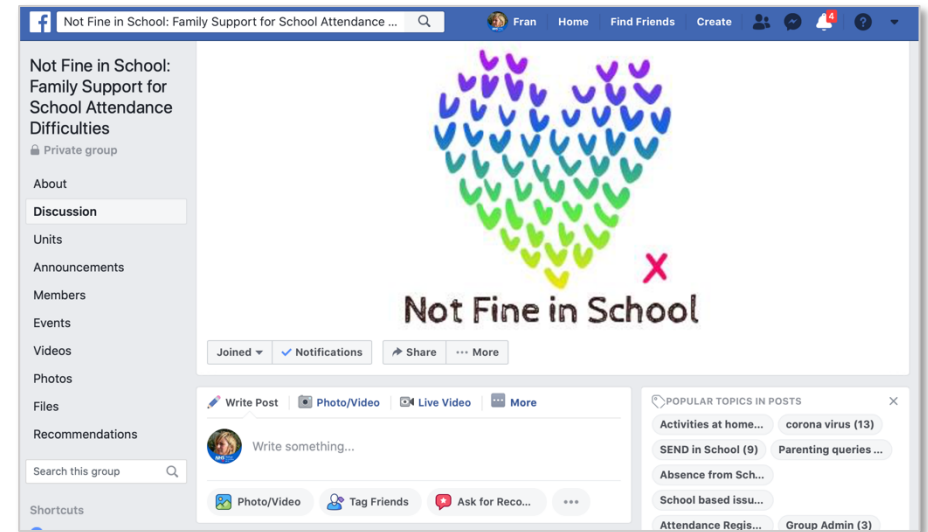 Not Fine in School: Family Support for School Attendance ...
Fran
Home
Find Friends
Create
4
Not Fine in School:
Family Support for
School Attendance
Difficulties
Private group
About
Discussion
Units
Announcements
Members
Events
Videos
Photos
Files
Recommendations
Search this group
Shortcuts
Not Fine in School
Joined
Notifications
Share
More
Write Post
Photo/Video
Live Video
More
Write something...
Photo/Video
Tag Friends
Ask for Reco...
POPULAR TOPICS IN POSTS
Activities at home...
corona virus (13)
SEND in School (9)
Parenting queries ...
Absence from Sch...
School based issu...
Attendance Regis...
Group Admin (3)